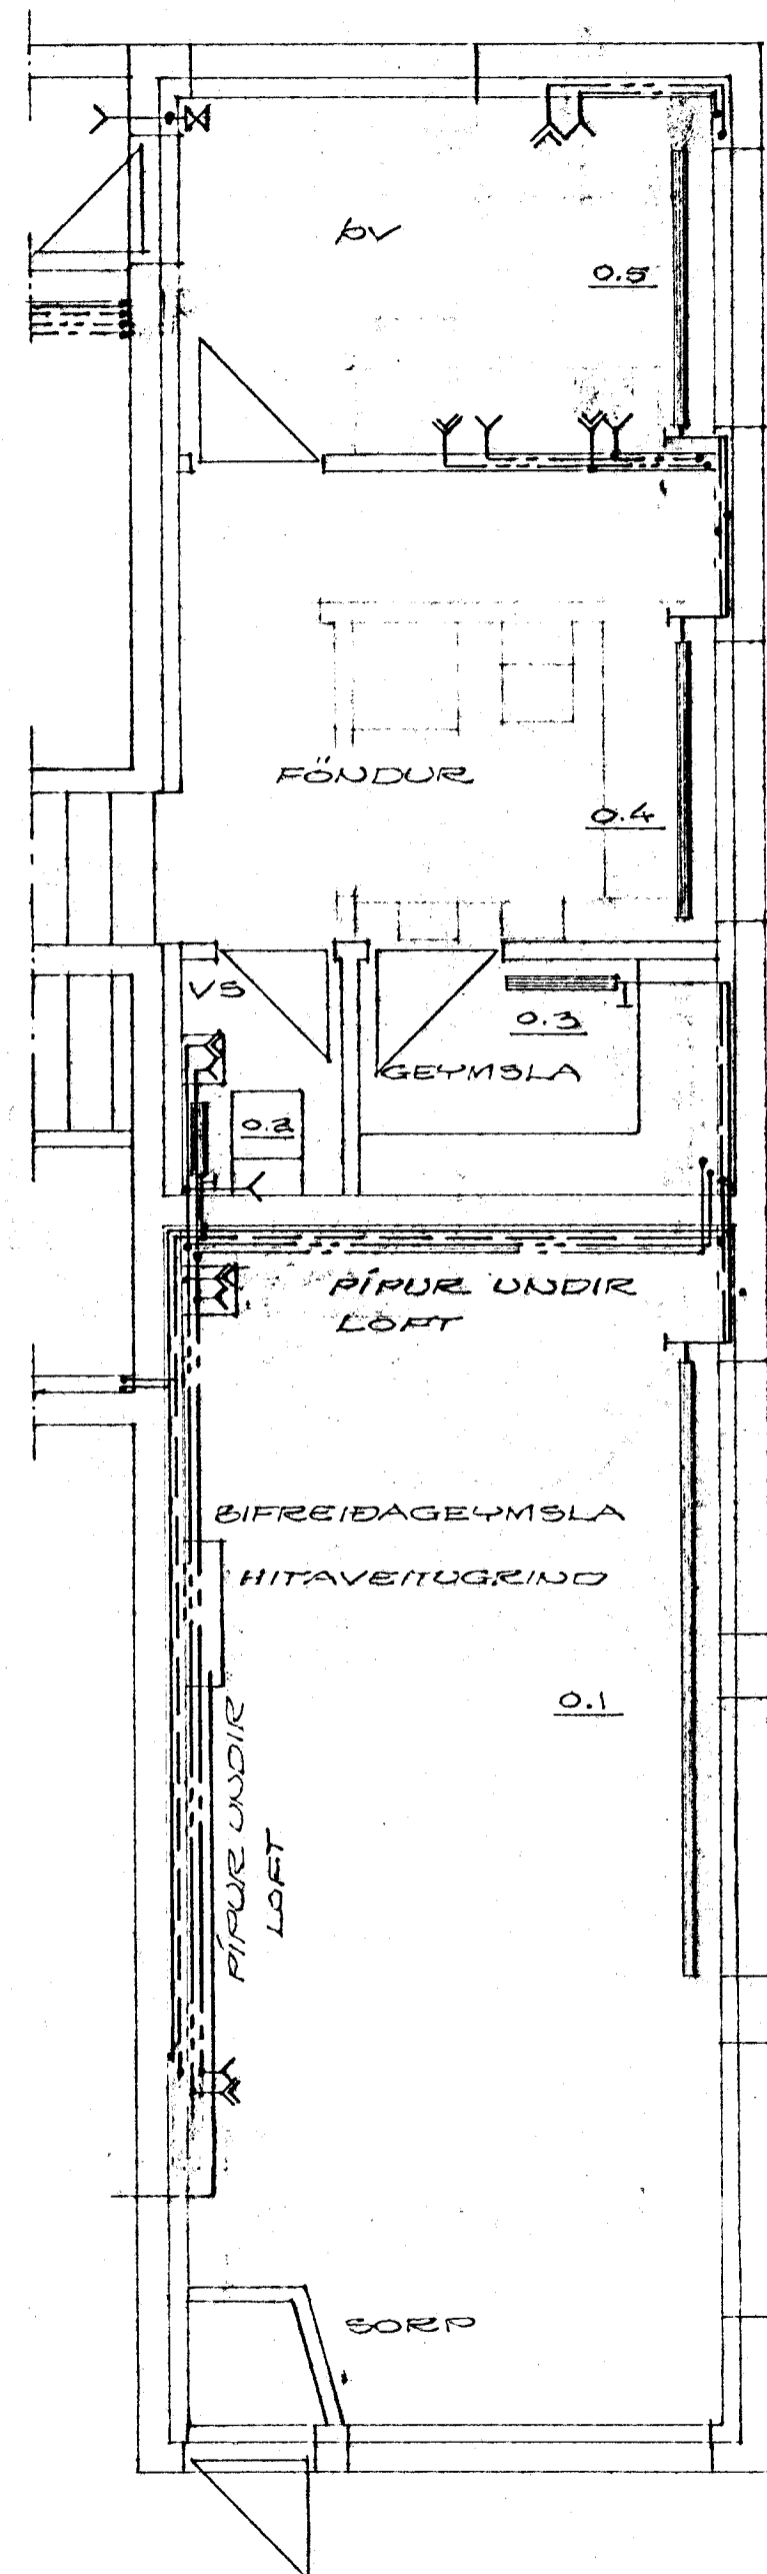 ÞV
0.5
FÖNDUR
0.4
VS
0.3
GEYMSLA
0.2
PÍPUR UNDIR
LOFT
BIFREIÐAGEYMSLA
HITAVEITUGRIND
0.1
PÍPUR UNDIR
LOFT
SORP